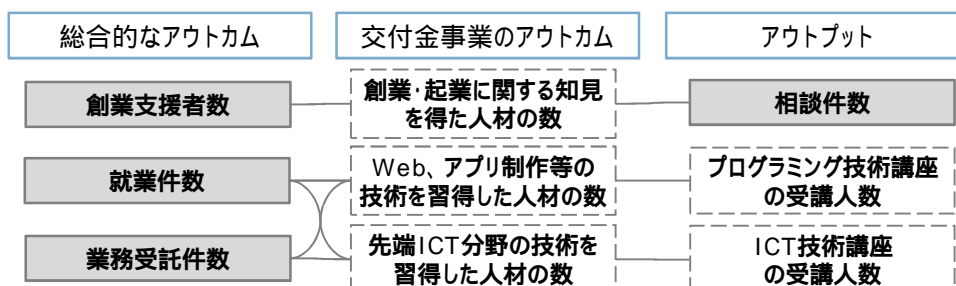 総合的なアウトカム
交付金事業のアウトカム
アウトプット
創業支援者数
創業・起業に関する知見
を得た人材の数
相談件数
就業件数
Web、アプリ制作等の
技術を習得した人材の数
プログラミング技術講座
の受講人数
業務受託件数
先端ICT分野の技術を
習得した人材の数
ICT技術講座
の受講人数